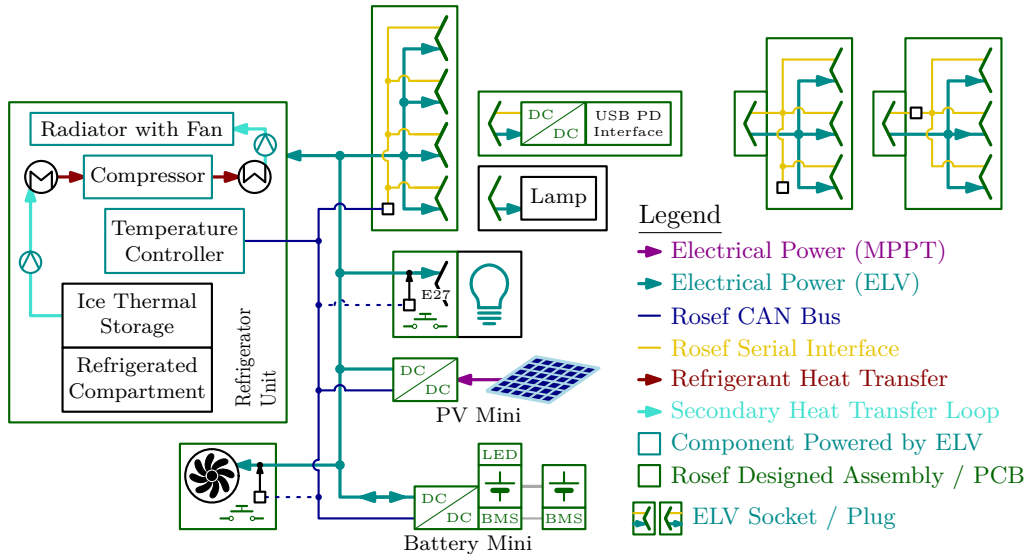 Radiator with Fan
Compressor
Temperature
Controller
Ice Thermal
Storage
Refrigerated
Compartment
Refrigerator
Unit
DC
DC
USB PD
Interface
Lamp
E27
DC
DC
PV Mini
LED
DC
DC
BMS
BMS
Battery Mini
Legend
Electrical Power (MPPT)
Electrical Power (ELV)
Rosef CAN Bus
Rosef Serial Interface
Refrigerant Heat Transfer
Secondary Heat Transfer Loop
Component Powered by ELV
Rosef Designed Assembly / PCB
ELV Socket / Plug